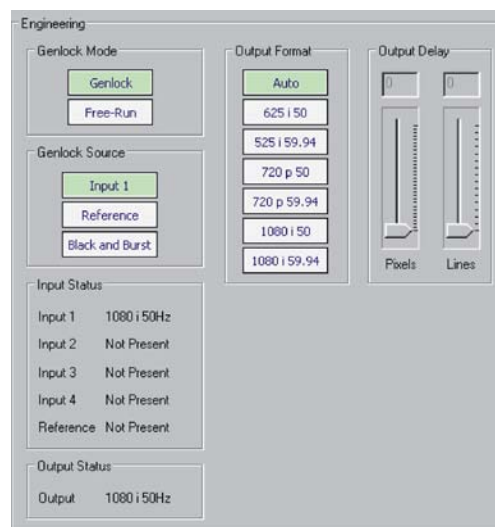 Engineering
Genlock Mode
Genlock
Free-Run
Genlock Source
Input 1
Reference
Black and Burst
Input Status
Input 1 1080 i 50Hz
Input 2 Not Present
Input 3 Not Present
Input 4 Not Present
Reference Not Present
Output Status
Output 1080 i 50Hz
Output Format
Auto
625 i 50
525 i 59.94
720 p 50
720 p 59.94
1080 i 50
1080 i 59.94
Output Delay
0 0
Pixels Lines